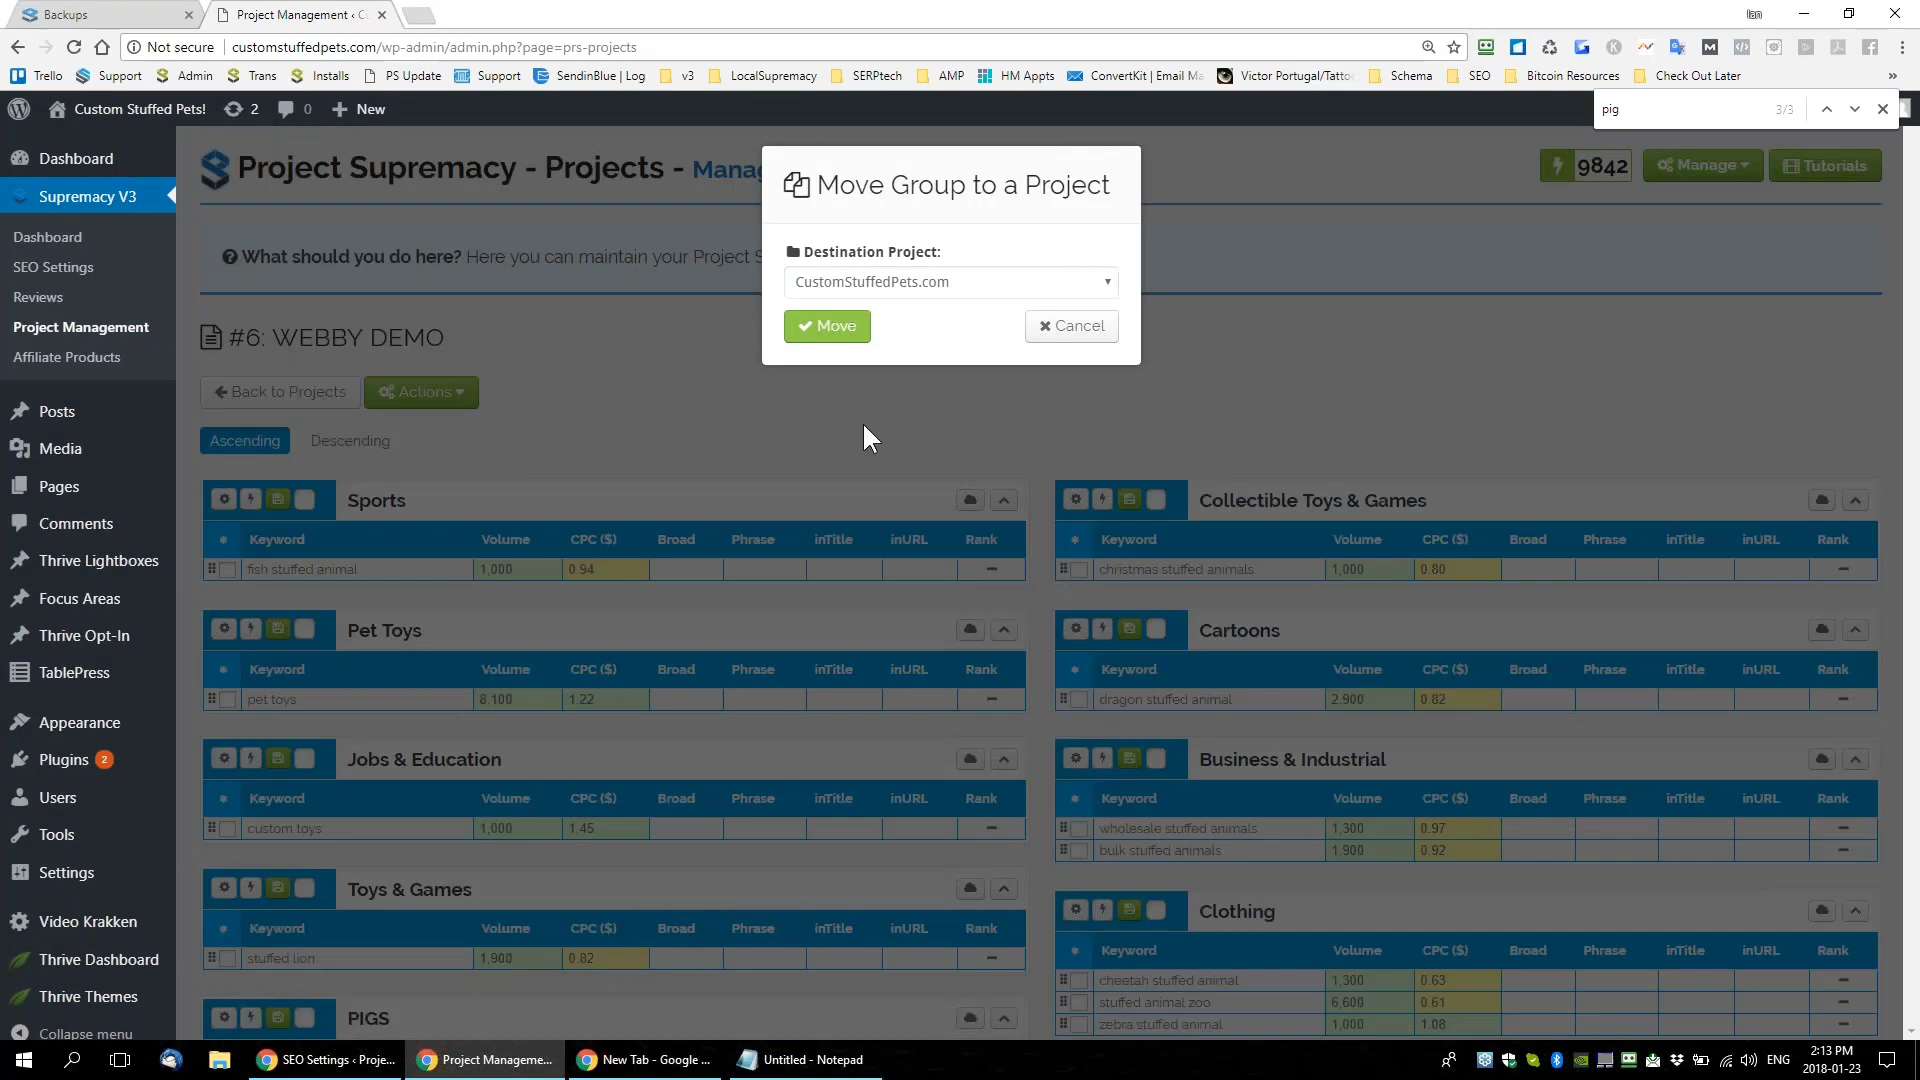 Backups
Project Management ‹ C
Ian
Not secure
customstuffedpets.com/wp-admin/admin.php?page=prs-projects
Trello
Support
Admin
Trans
Installs
PS Update
Support
SendinBlue | Log
v3
LocalSupremacy
SERPtech
AMP
HM Appts
ConvertKit | Email Ma
Victor Portugal/Tatto
Schema
SEO
Bitcoin Resources
Check Out Later
»
Custom Stuffed Pets!
2
0
New
pig
3/3
Dashboard
Supremacy V3
Dashboard
SEO Settings
Reviews
Project Management
Affiliate Products
Posts
Media
Pages
Comments
Thrive Lightboxes
Focus Areas
Thrive Opt-In
TablePress
Appearance
Plugins 2
Users
Tools
Settings
Video Krakken
Thrive Dashboard
Thrive Themes
Collapse menu
Project Supremacy - Projects - Manag
9842
Manage
Tutorials
What should you do here? Here you can maintain your Project S
Move Group to a Project
Destination Project:
CustomStuffedPets.com
Move
Cancel
#6: WEBBY DEMO
Back to Projects
Actions
Ascending
Descending
Sports
Keyword Volume CPC ($) Broad Phrase inTitle inURL Rank
fish stuffed animal 1,000 0.94 –
Pet Toys
Keyword Volume CPC ($) Broad Phrase inTitle inURL Rank
pet toys 8,100 1.22 –
Jobs & Education
Keyword Volume CPC ($) Broad Phrase inTitle inURL Rank
custom toys 1,000 1.45 –
Toys & Games
Keyword Volume CPC ($) Broad Phrase inTitle inURL Rank
stuffed lion 1,900 0.82 –
PIGS
Collectible Toys & Games
Keyword Volume CPC ($) Broad Phrase inTitle inURL Rank
christmas stuffed animals 1,000 0.80 –
Cartoons
Keyword Volume CPC ($) Broad Phrase inTitle inURL Rank
dragon stuffed animal 2,900 0.82 –
Business & Industrial
Keyword Volume CPC ($) Broad Phrase inTitle inURL Rank
wholesale stuffed animals 1,300 0.97 –
bulk stuffed animals 1,900 0.92 –
Clothing
Keyword Volume CPC ($) Broad Phrase inTitle inURL Rank
cheetah stuffed animal 1,300 0.63 –
stuffed animal zoo 6,600 0.61 –
zebra stuffed animal 1,000 1.08 –
SEO Settings ‹ Proje...
Project Manageme...
New Tab - Google ...
Untitled - Notepad
ENG
2:13 PM
2018-01-23